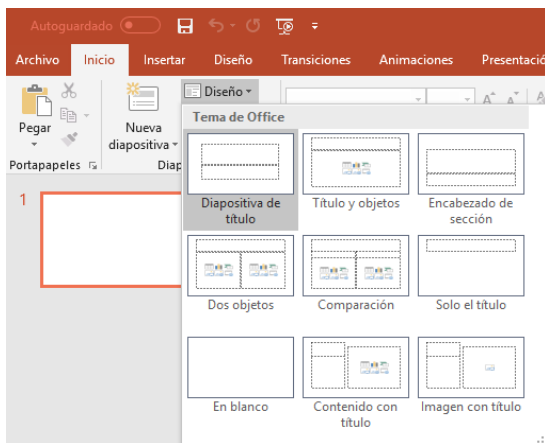 Autoguardado
Archivo Inicio Insertar Diseño Transiciones Animaciones Presentació
Diseño
Pegar
Nueva
diapositiva
Portapapeles
Diap
Tema de Office
Diapositiva de
título
Título y objetos
Encabezado de
sección
Dos objetos
Comparación
Solo el título
En blanco
Contenido con
título
Imagen con título
1